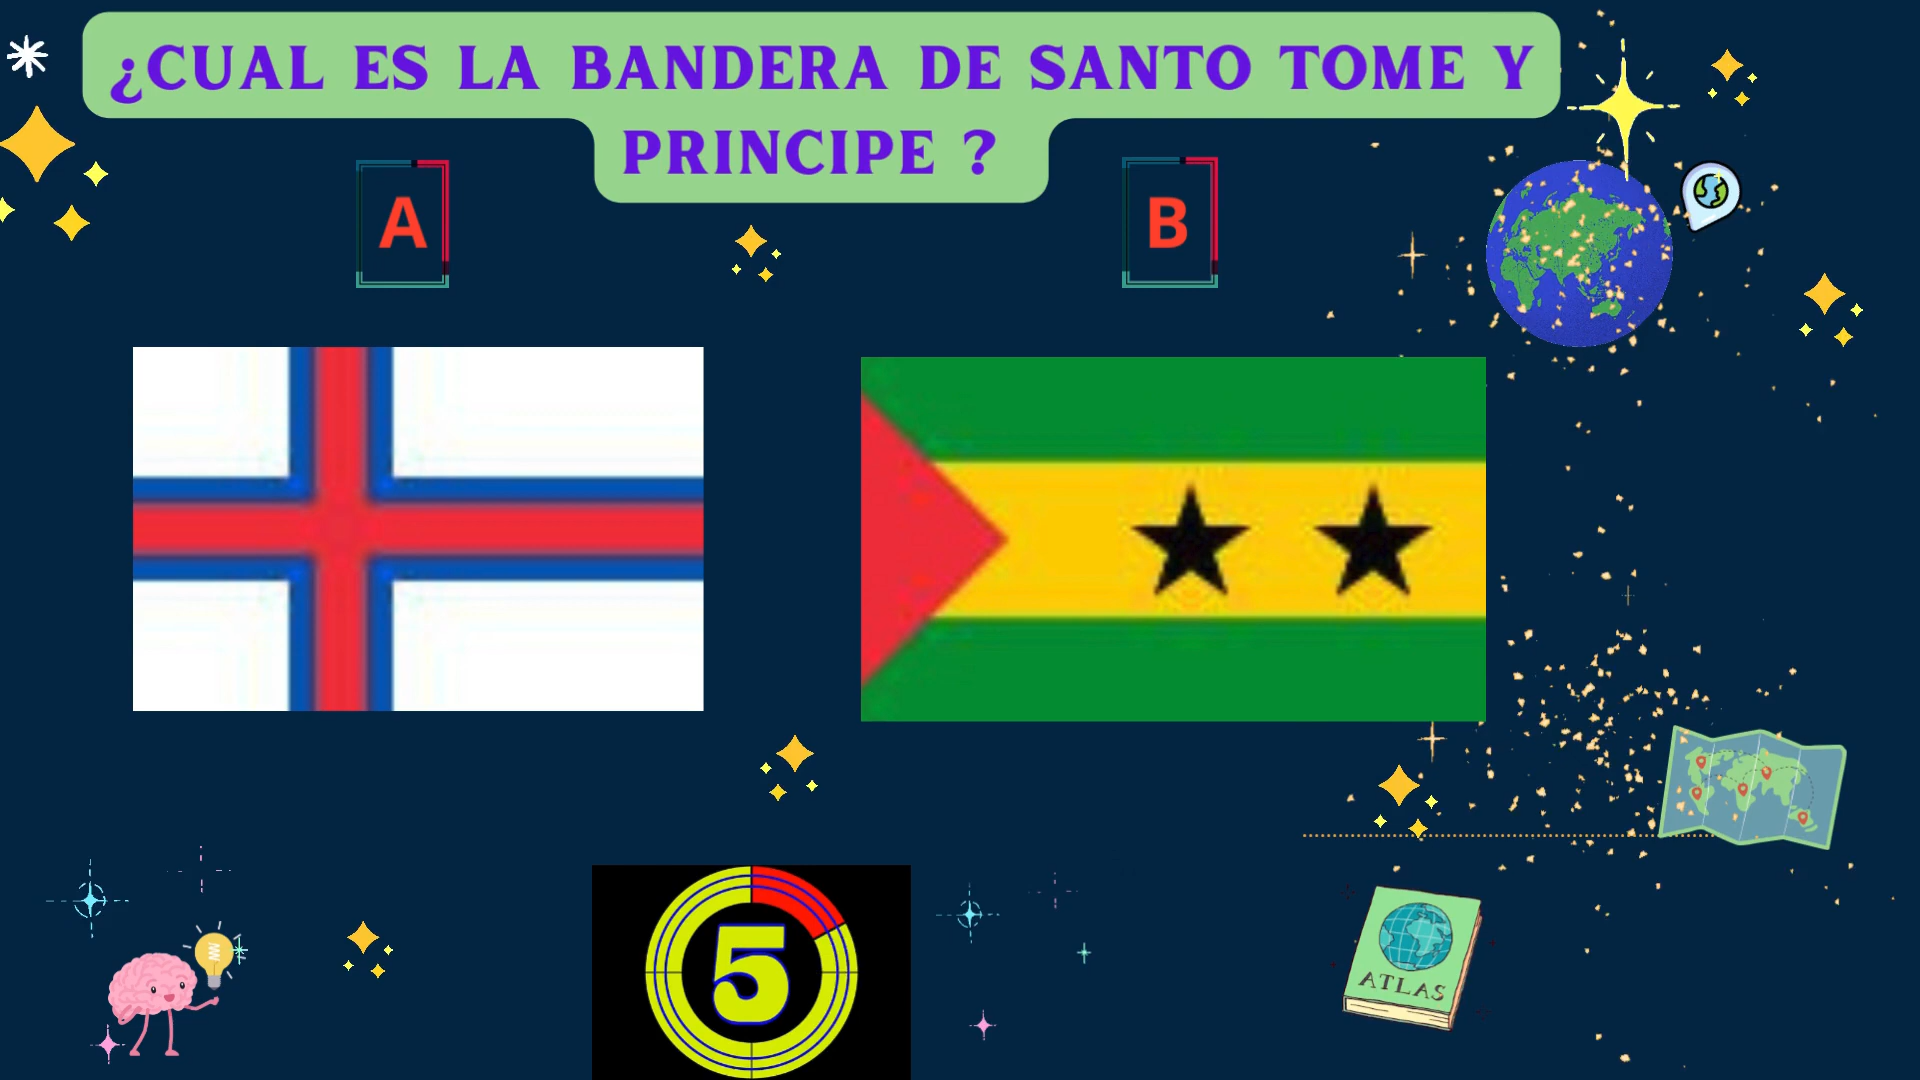 ¿CUAL ES LA BANDERA DE SANTO TOME Y
PRINCIPE ?
A
B
5
ATLAS